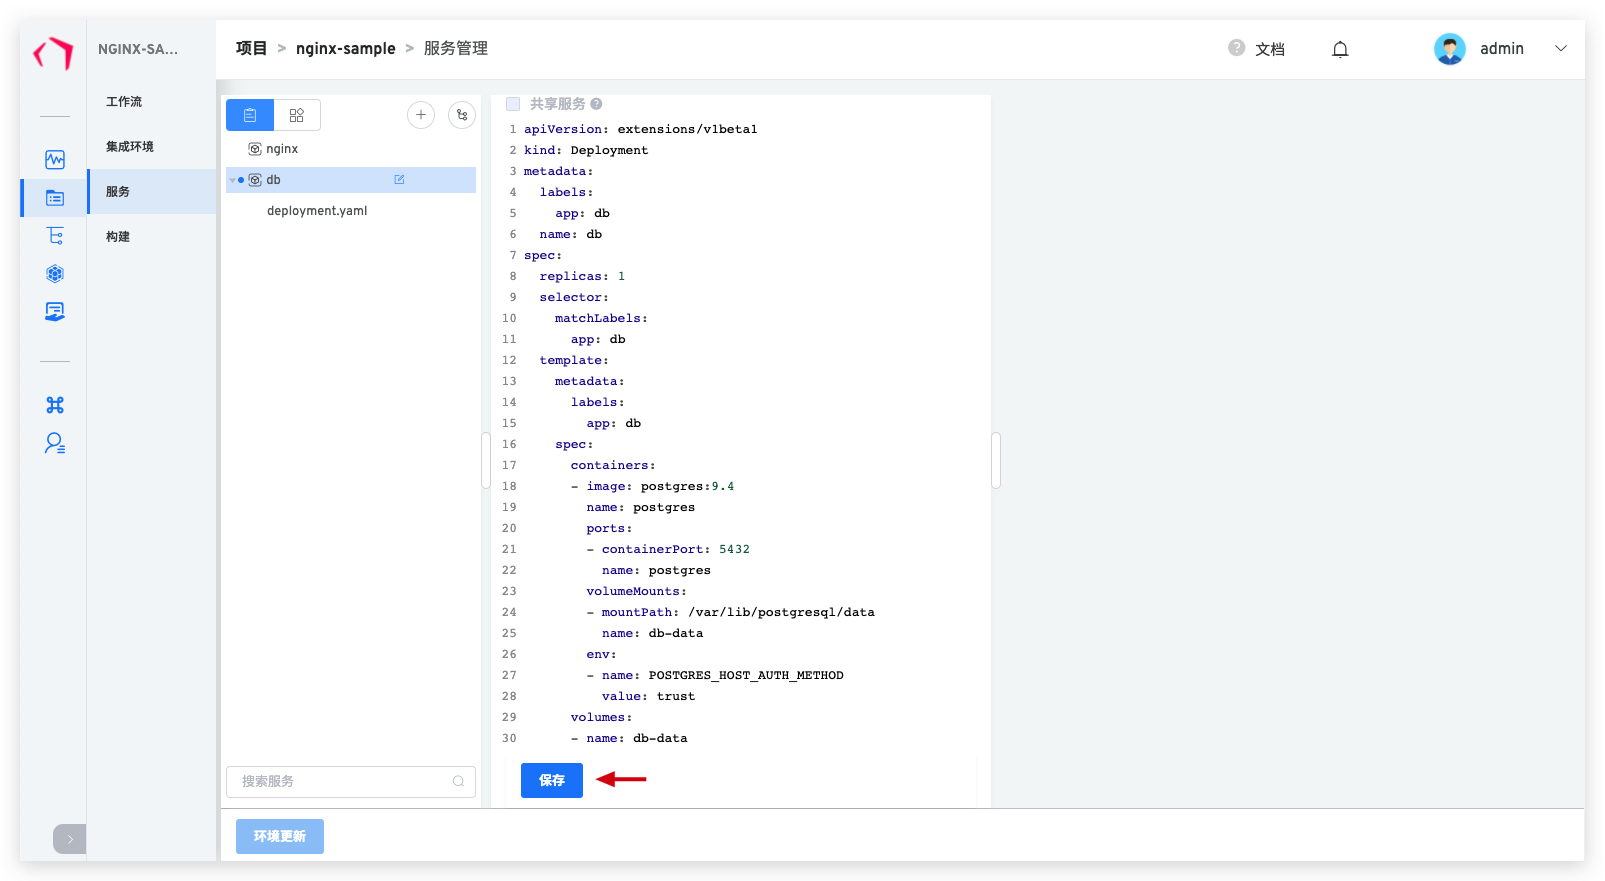 NGINX-SA...
项目 > nginx-sample > 服务管理
文档
admin
工作流
集成环境
服务
构建
nginx
db
deployment.yaml
搜索服务
共享服务
1 apiVersion: extensions/v1beta1
2 kind: Deployment
3 metadata:
4 labels:
5 app: db
6 name: db
7 spec:
8 replicas: 1
9 selector:
10 matchLabels:
11 app: db
12 template:
13 metadata:
14 labels:
15 app: db
16 spec:
17 containers:
18 - image: postgres:9.4
19 name: postgres
20 ports:
21 - containerPort: 5432
22 name: postgres
23 volumeMounts:
24 - mountPath: /var/lib/postgresql/data
25 name: db-data
26 env:
27 - name: POSTGRES_HOST_AUTH_METHOD
28 value: trust
29 volumes:
30 - name: db-data
保存
环境更新